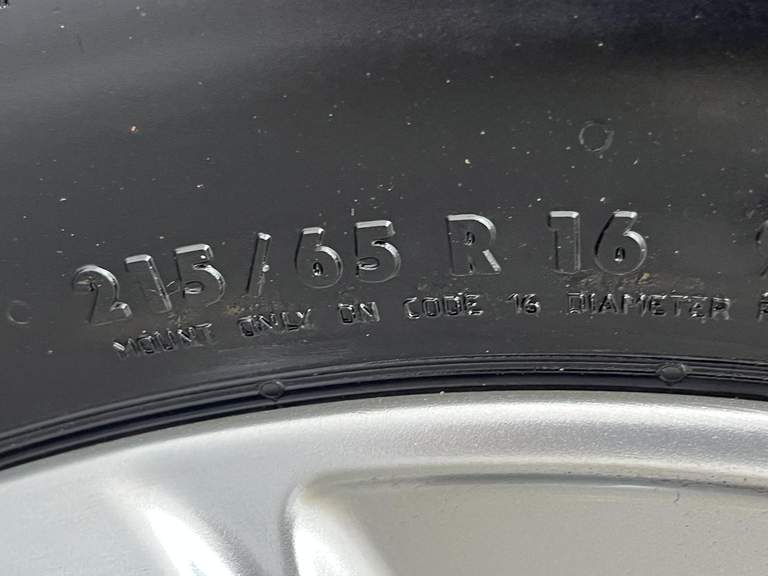 215/65 R 16
MOUNT ONLY ON CODE 16 DIAMETER